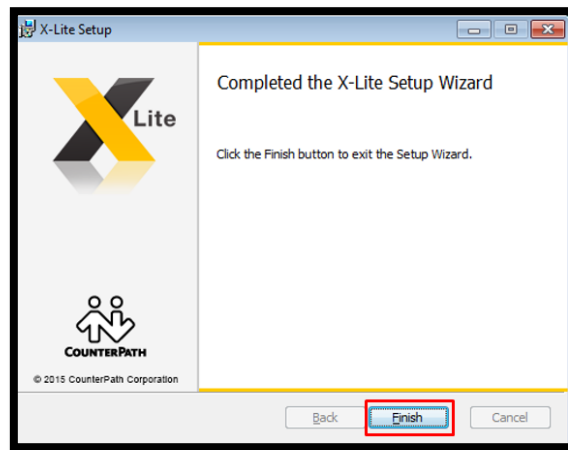 X-Lite Setup
X Lite
Completed the X-Lite Setup Wizard
Click the Finish button to exit the Setup Wizard.
COUNTERPATH
© 2015 CounterPath Corporation
Back
Finish
Cancel